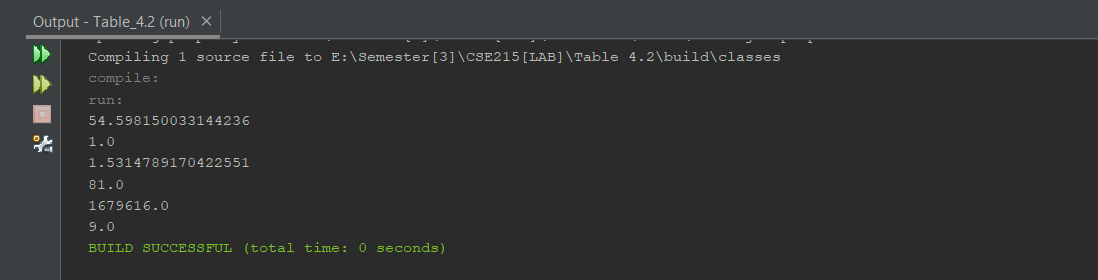 Output - Table_4.2 (run)
Compiling 1 source file to E:\Semester[3]\CSE215[LAB]\Table 4.2\build\classes
compile:
run:
54.598150033144236
1.0
1.5314789170422551
81.0
1679616.0
9.0
BUILD SUCCESSFUL (total time: 0 seconds)